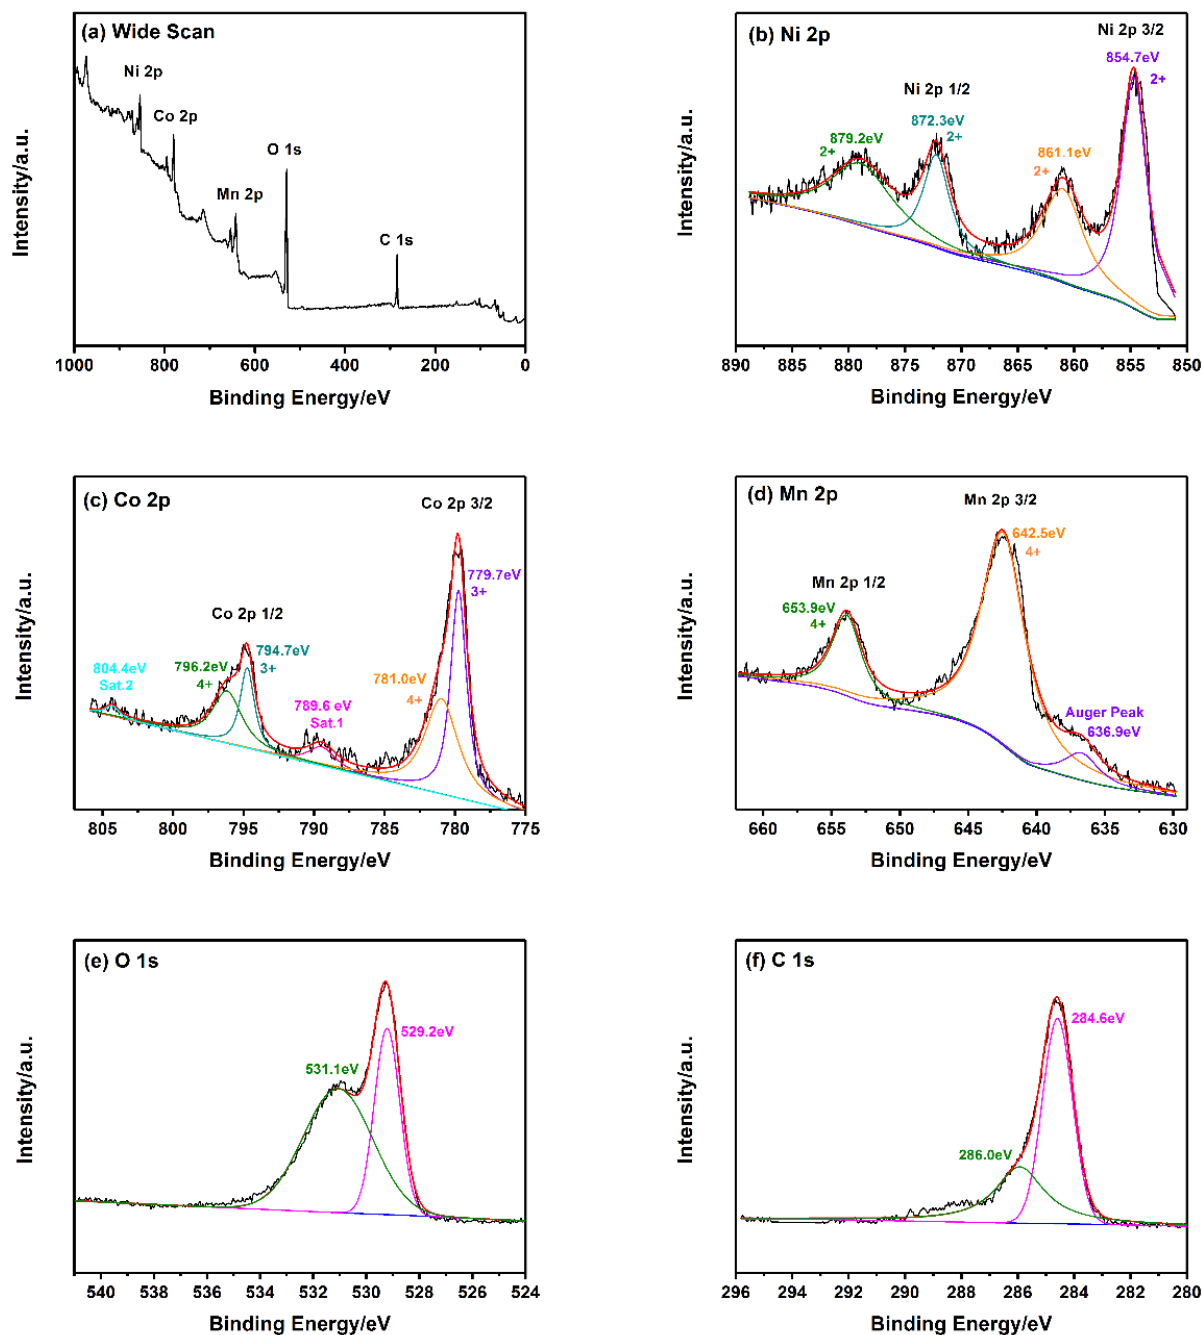 (a) Wide Scan
Ni 2p
Co 2p
O 1s
Mn 2p
C 1s
Intensity/a.u.
1000 800 600 400 200 0
Binding Energy/eV
(b) Ni 2p
Ni 2p 3/2
854.7eV
2+
Ni 2p 1/2
872.3eV
2+
879.2eV
2+
861.1eV
2+
Intensity/a.u.
890 885 880 875 870 865 860 855 850
Binding Energy/eV
(c) Co 2p
Co 2p 3/2
779.7eV
3+
Co 2p 1/2
794.7eV
3+
796.2eV
4+
804.4eV
Sat.2
789.6 eV
Sat.1
781.0eV
4+
Intensity/a.u.
805 800 795 790 785 780 775
Binding Energy/eV
(d) Mn 2p
Mn 2p 3/2
642.5eV
4+
Mn 2p 1/2
653.9eV
4+
Auger Peak
636.9eV
Intensity/a.u.
660 655 650 645 640 635 630
Binding Energy/eV
(e) O 1s
529.2eV
531.1eV
Intensity/a.u.
540 538 536 534 532 530 528 526 524
Binding Energy/eV
(f) C 1s
284.6eV
286.0eV
Intensity/a.u.
296 294 292 290 288 286 284 282 280
Binding Energy/eV